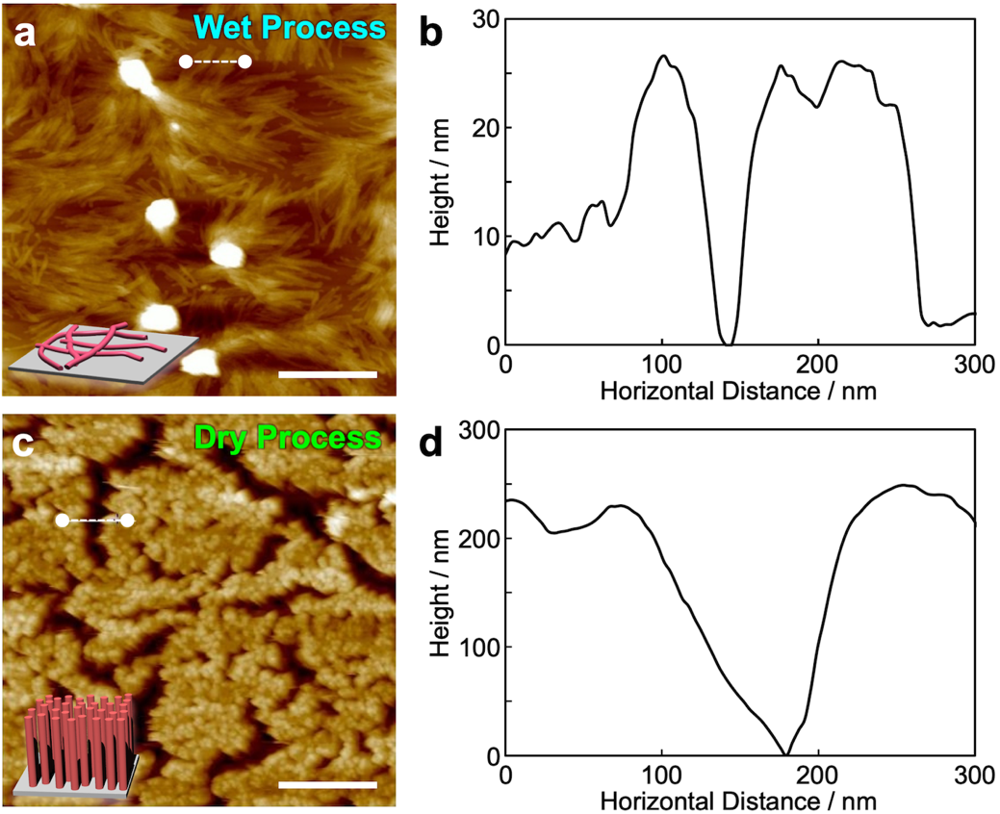 a
Wet Process
b
30
20
10
0
Height / nm
0 100 200 300
Horizontal Distance / nm
c
Dry Process
d
300
200
100
0
Height / nm
0 100 200 300
Horizontal Distance / nm